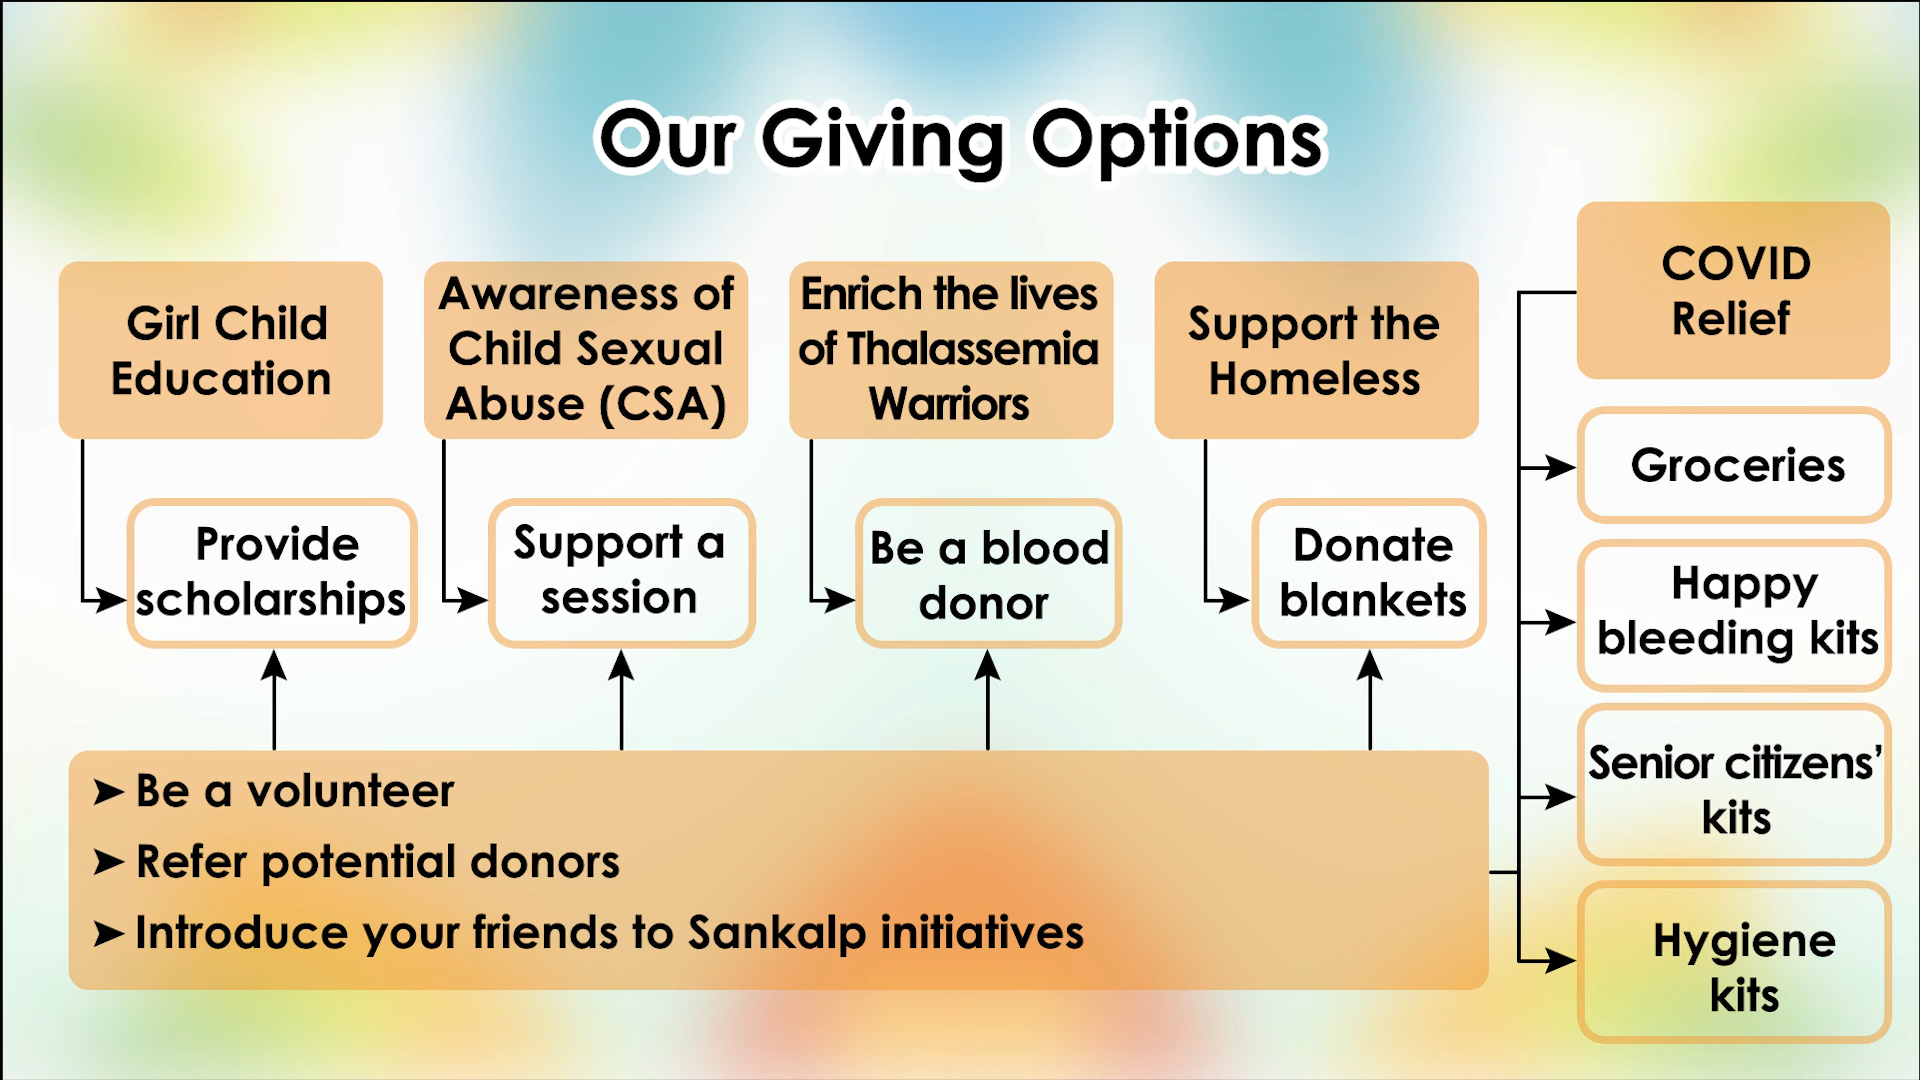 Our Giving Options
Girl Child
Education
Awareness of
Child Sexual
Abuse (CSA)
Enrich the lives
of Thalassemia
Warriors
Support the
Homeless
COVID
Relief
Provide
scholarships
Support a
session
Be a blood
donor
Donate
blankets
Groceries
Happy
bleeding kits
Senior citizens’
kits
Hygiene
kits
➤ Be a volunteer
➤ Refer potential donors
➤ Introduce your friends to Sankalp initiatives